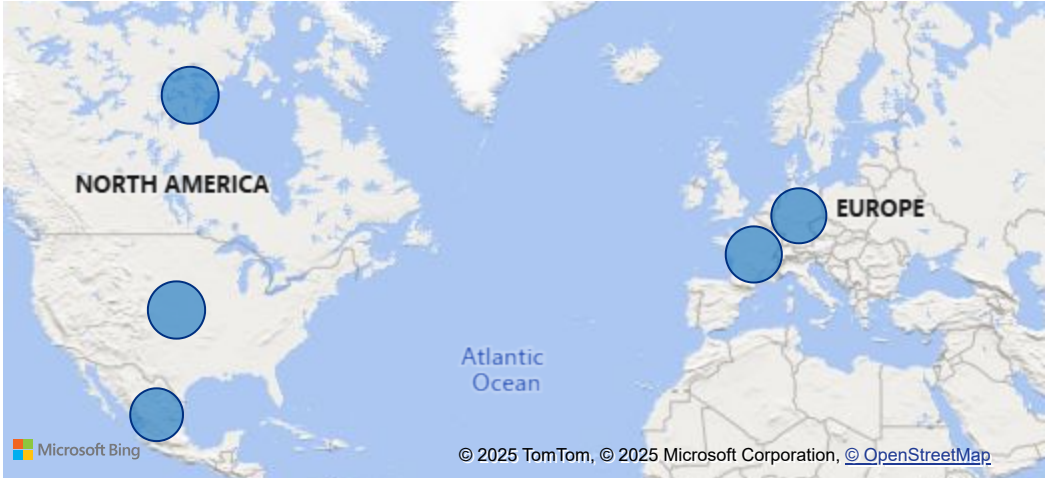 NORTH AMERICA
EUROPE
Atlantic
Ocean
Microsoft Bing
© 2025 TomTom, © 2025 Microsoft Corporation, © OpenStreetMap